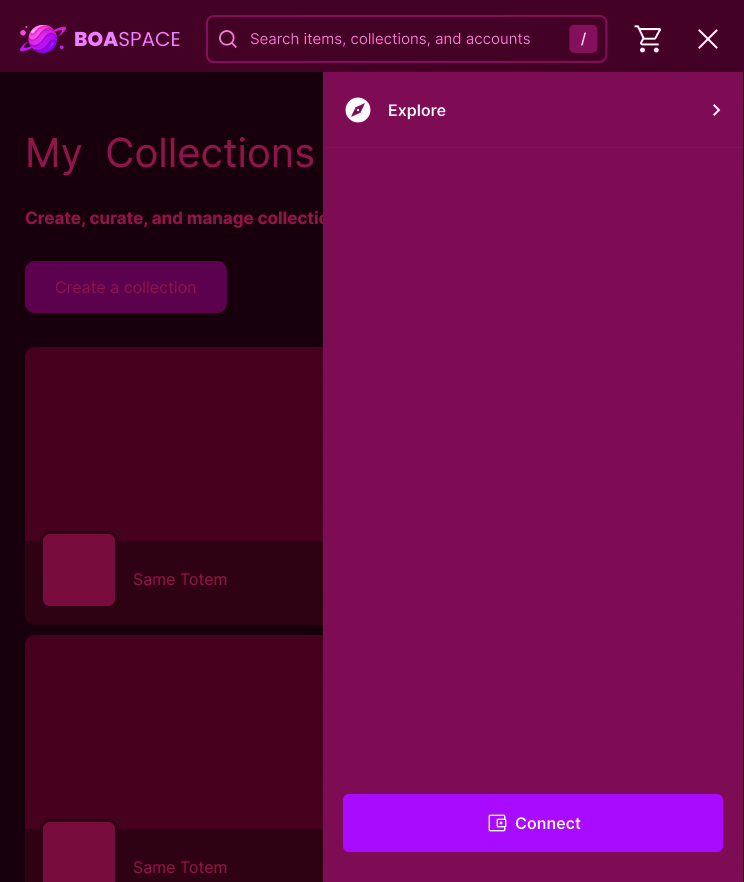 BOASPACE
Search items, collections, and accounts
/
Explore
My Collections
Create, curate, and manage
Create a collection
Same Totem
Same Totem
Connect